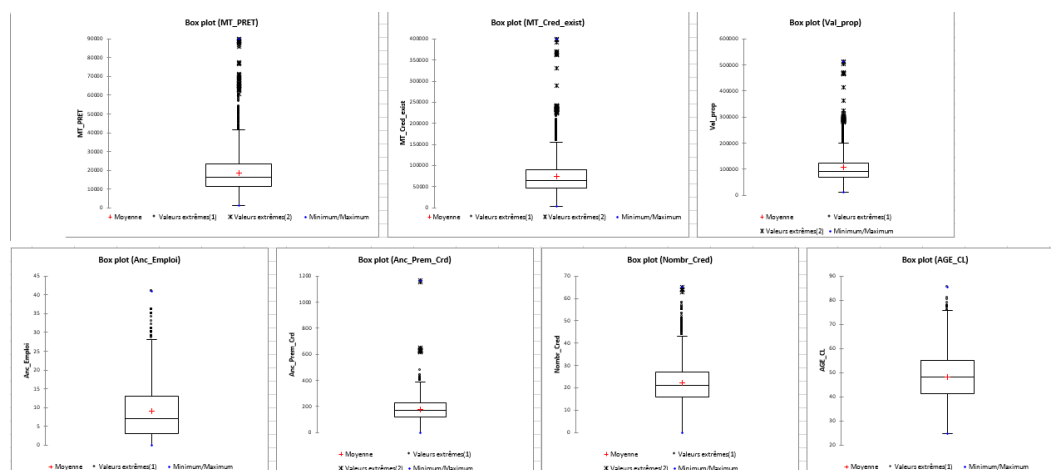 Box plot (MT_PRET)
90000
80000
70000
60000
50000
40000
30000
20000
10000
0
MT_PRET
+ Moyenne • Valeurs extrêmes(1) ж Valeurs extrêmes(2) • Minimum/Maximum
Box plot (MT_Cred_exist)
400000
350000
300000
250000
200000
150000
100000
50000
0
MT_Cred_exist
+ Moyenne • Valeurs extrêmes(1) ж Valeurs extrêmes(2) • Minimum/Maximum
Box plot (Val_prop)
600000
500000
400000
300000
200000
100000
0
Val_prop
+ Moyenne • Valeurs extrêmes(1)
ж Valeurs extrêmes(2) • Minimum/Maximum
Box plot (Anc_Emploi)
45
40
35
30
25
20
15
10
5
0
Anc_Emploi
+ Moyenne • Valeurs extrêmes(1) • Minimum/Maximum
Box plot (Anc_Prem_Crd)
1200
1000
800
600
400
200
0
Anc_Prem_Crd
+ Moyenne • Valeurs extrêmes(1)
ж Valeurs extrêmes(2) • Minimum/Maximum
Box plot (Nombr_Cred)
70
60
50
40
30
20
10
0
Nombr_Cred
+ Moyenne • Valeurs extrêmes(1)
ж Valeurs extrêmes(2) • Minimum/Maximum
Box plot (AGE_CL)
90
80
70
60
50
40
30
20
AGE_CL
+ Moyenne • Valeurs extrêmes(1) • Minimum/Maximum